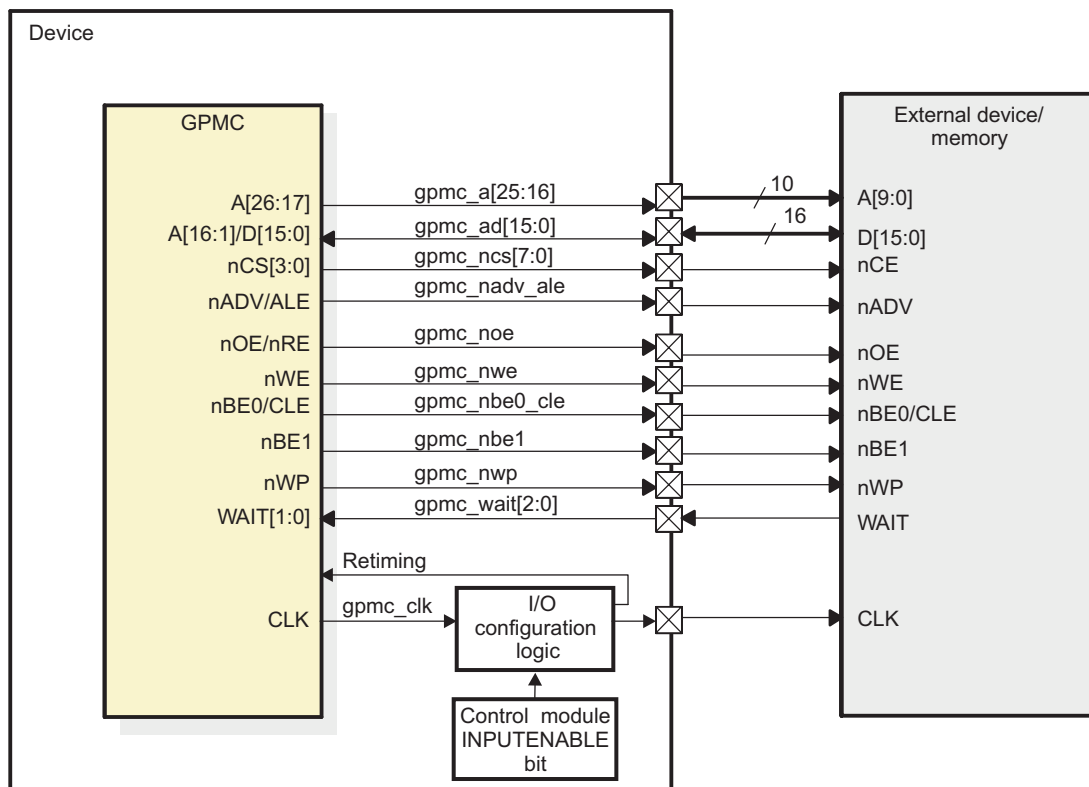 Device
GPMC
External device/
memory
A[26:17] gpmc_a[25:16] 10 A[9:0]
A[16:1]/D[15:0] gpmc_ad[15:0] 16 D[15:0]
nCS[3:0] gpmc_ncs[7:0] nCE
nADV/ALE gpmc_nadv_ale nADV
nOE/nRE gpmc_noe nOE
nWE gpmc_nwe nWE
nBE0/CLE gpmc_nbe0_cle nBE0/CLE
nBE1 gpmc_nbe1 nBE1
nWP gpmc_nwp nWP
WAIT[1:0] gpmc_wait[2:0] WAIT
Retiming
CLK gpmc_clk CLK
I/O
configuration
logic
Control module
INPUTENABLE
bit